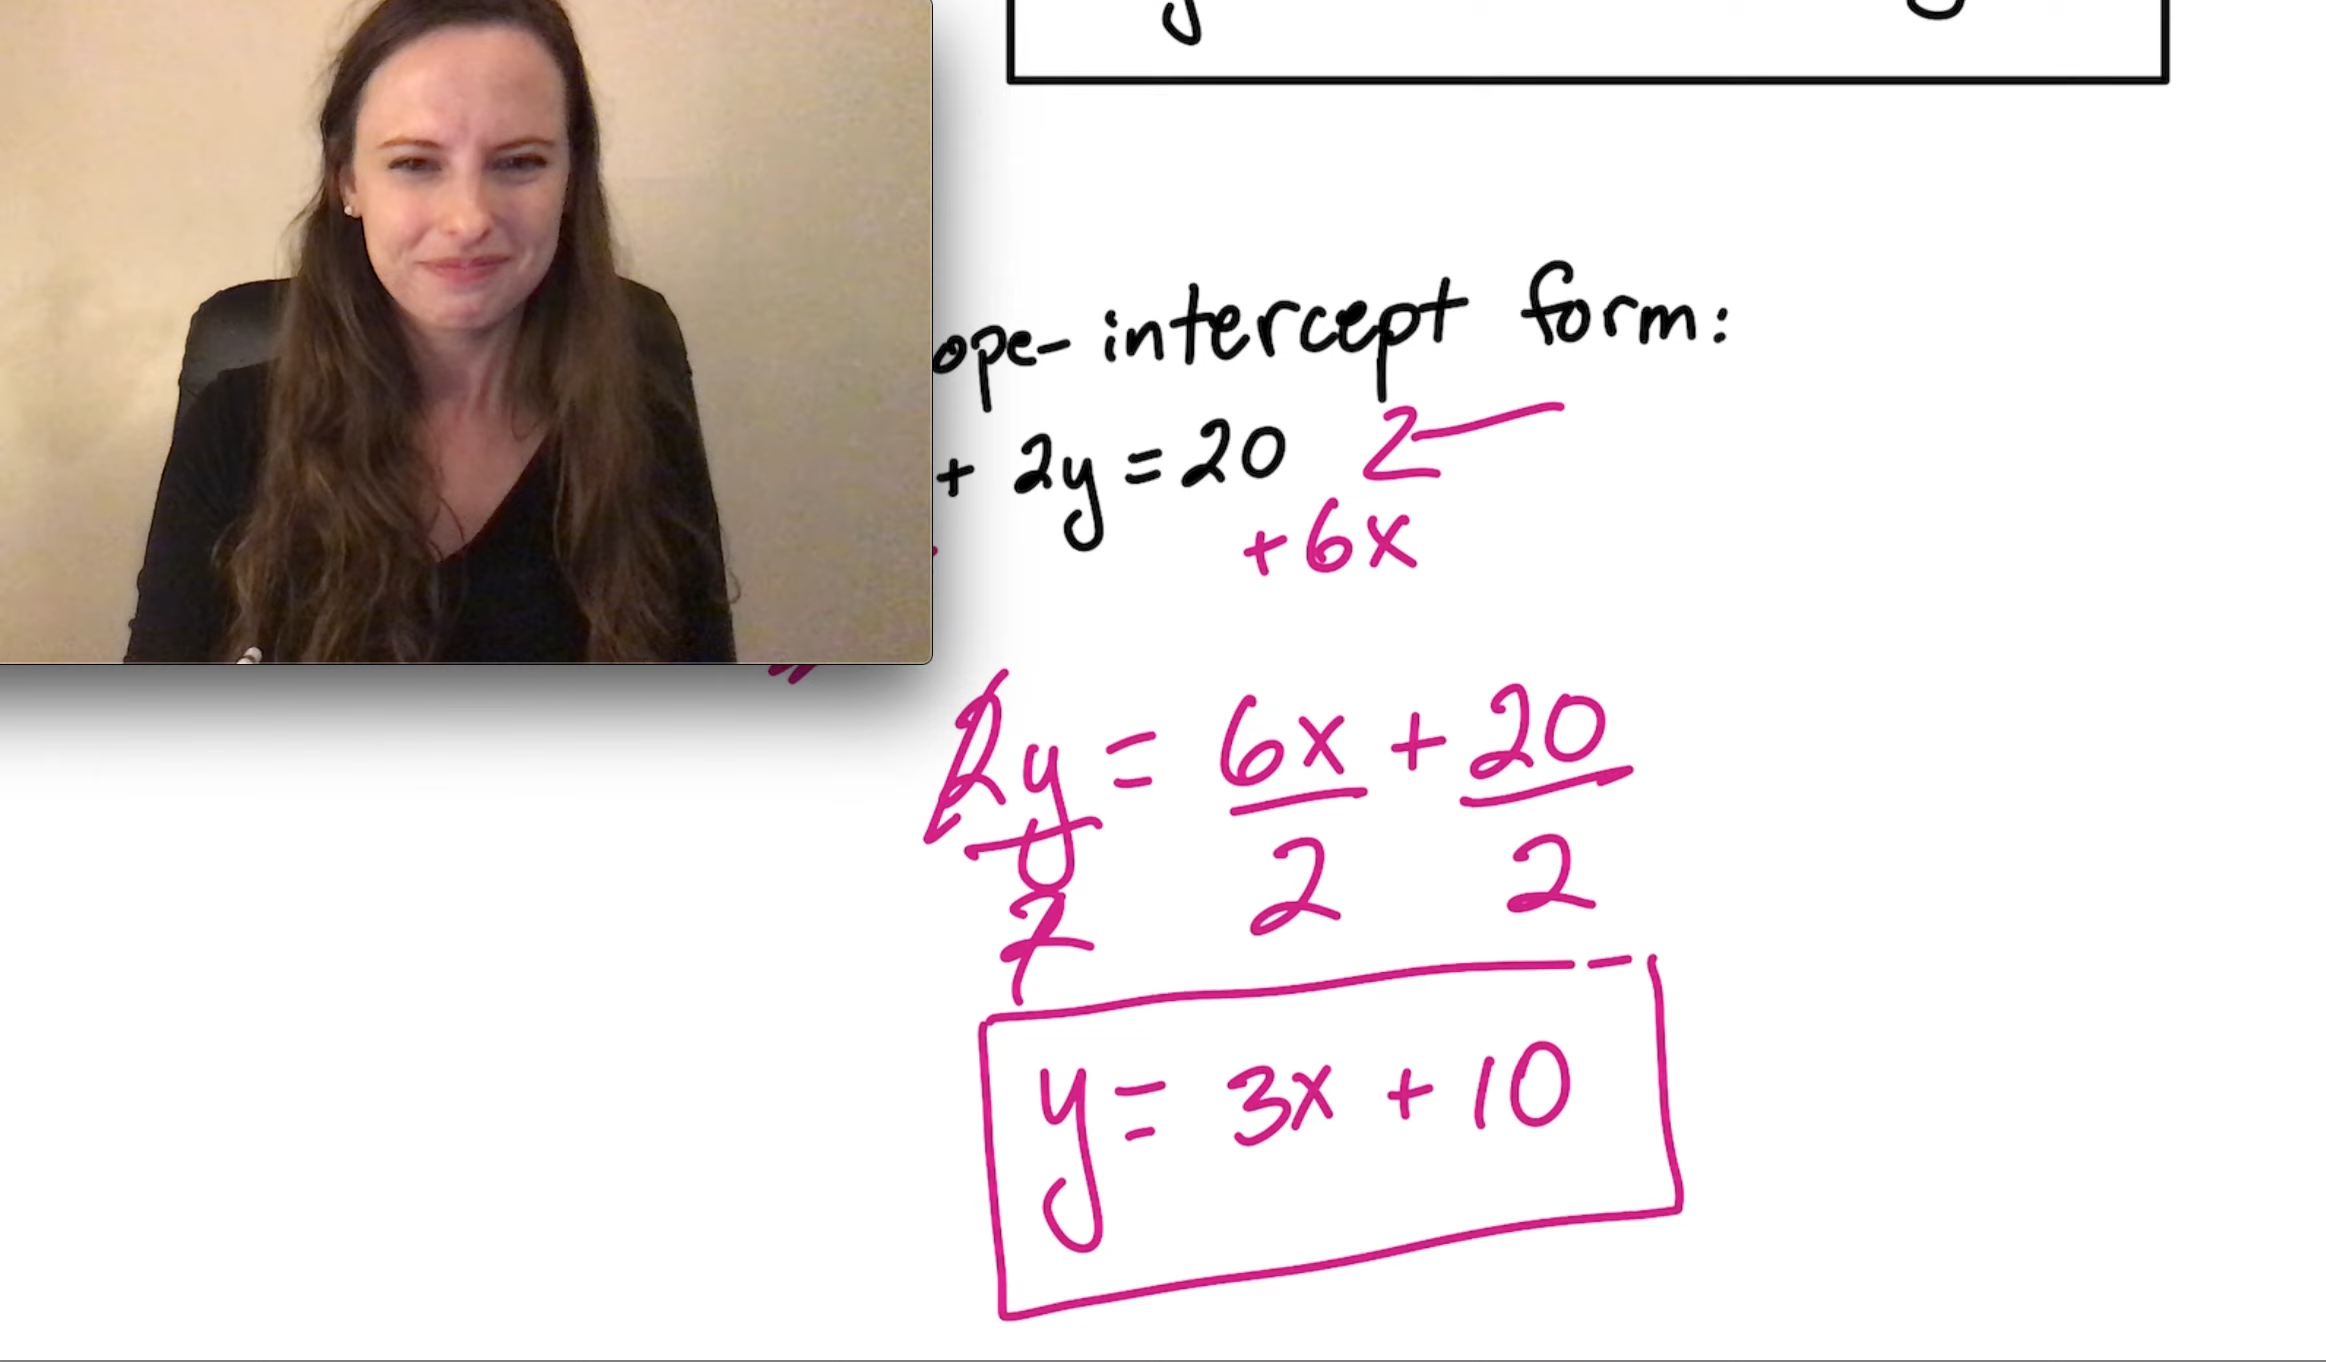 ope- intercept form:
+ 2y = 20 2
+6x
2y = 6x + 20
2 2 2
y = 3x + 10